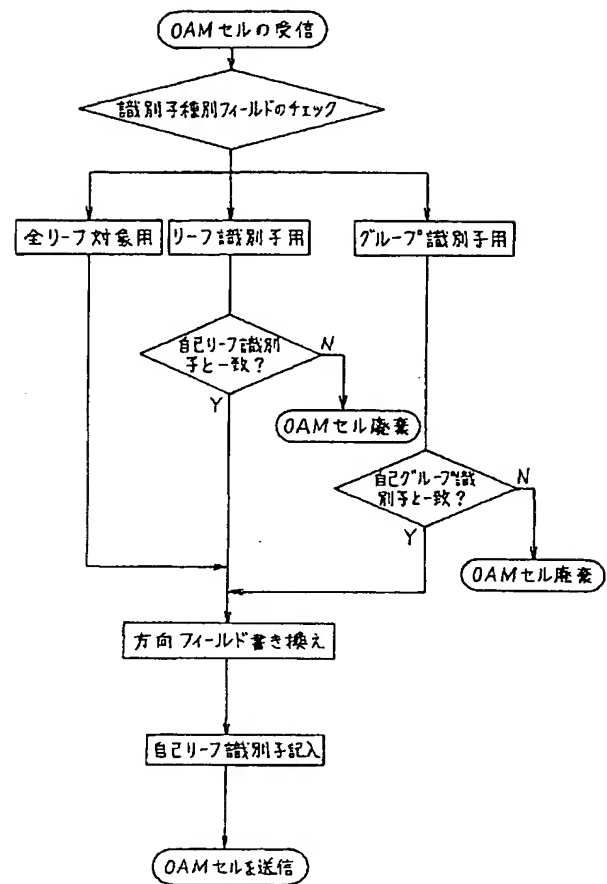 OAMセルの受信
識別子種別フィールドのチェック
全リーフ対象用
リーフ識別子用
グループ識別子用
自己リーフ識別
子と一致?
N
Y
OAMセル廃棄
自己グループ識
別子と一致?
N
Y
OAMセル廃棄
方向フィールド書き換え
自己リーフ識別子記入
OAMセルを送信